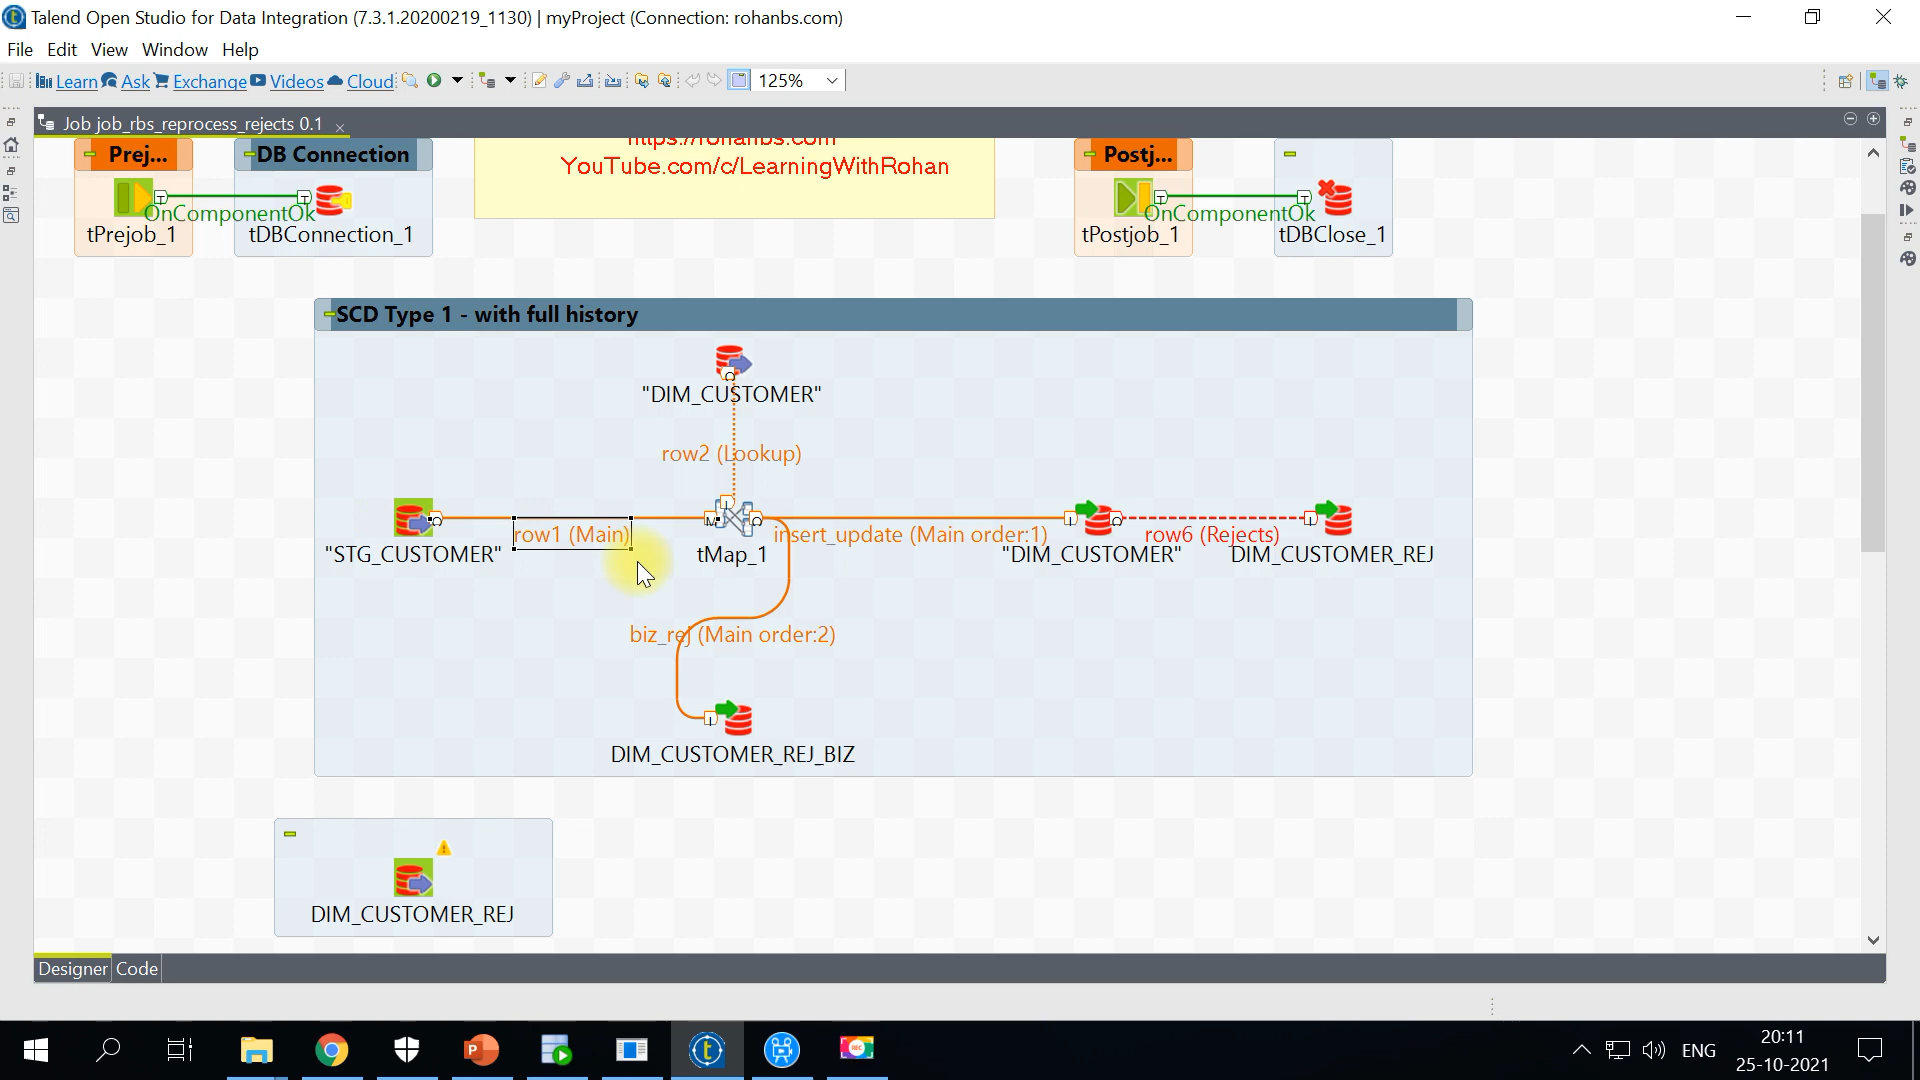 Talend Open Studio for Data Integration (7.3.1.20200219_1130) | myProject (Connection: rohanbs.com)
File Edit View Window Help
Learn Ask Exchange Videos Cloud 125%
Job job_rbs_reprocess_rejects 0.1
Prej... DB Connection https://rohanbs.com Postj...
YouTube.com/c/LearningWithRohan
OnComponentOk OnComponentOk
tPrejob_1 tDBConnection_1 tPostjob_1 tDBClose_1
SCD Type 1 - with full history
"DIM_CUSTOMER"
row2 (Lookup)
row1 (Main) insert_update (Main order:1) row6 (Rejects)
"STG_CUSTOMER" tMap_1 "DIM_CUSTOMER" DIM_CUSTOMER_REJ
biz_rej (Main order:2)
DIM_CUSTOMER_REJ_BIZ
DIM_CUSTOMER_REJ
Designer Code
20:11
ENG
25-10-2021